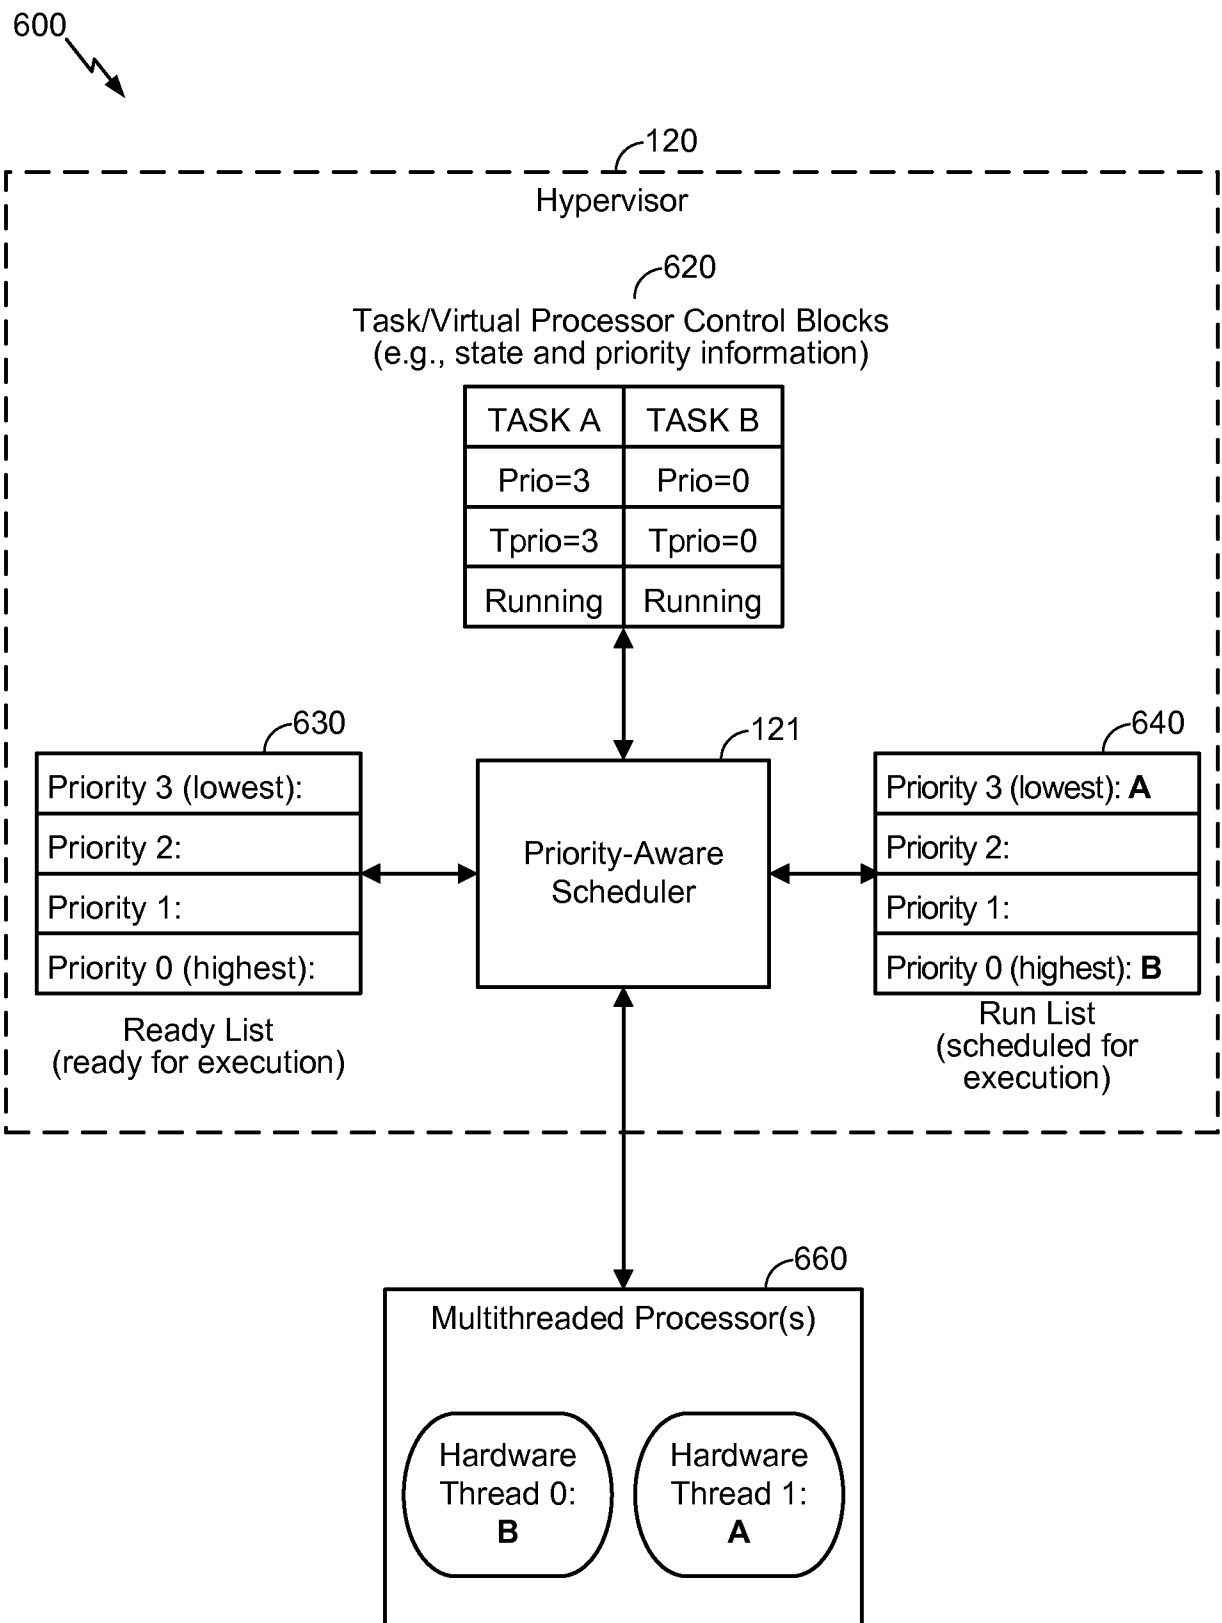 600
120
Hypervisor
620
Task/Virtual Processor Control Blocks
(e.g., state and priority information)
TASK A TASK B
Prio=3 Prio=0
Tprio=3 Tprio=0
Running Running
630
Priority 3 (lowest):
Priority 2:
Priority 1:
Priority 0 (highest):
Ready List
(ready for execution)
121
Priority-Aware
Scheduler
640
Priority 3 (lowest): A
Priority 2:
Priority 1:
Priority 0 (highest): B
Run List
(scheduled for
execution)
660
Multithreaded Processor(s)
Hardware
Thread 0:
B
Hardware
Thread 1:
A